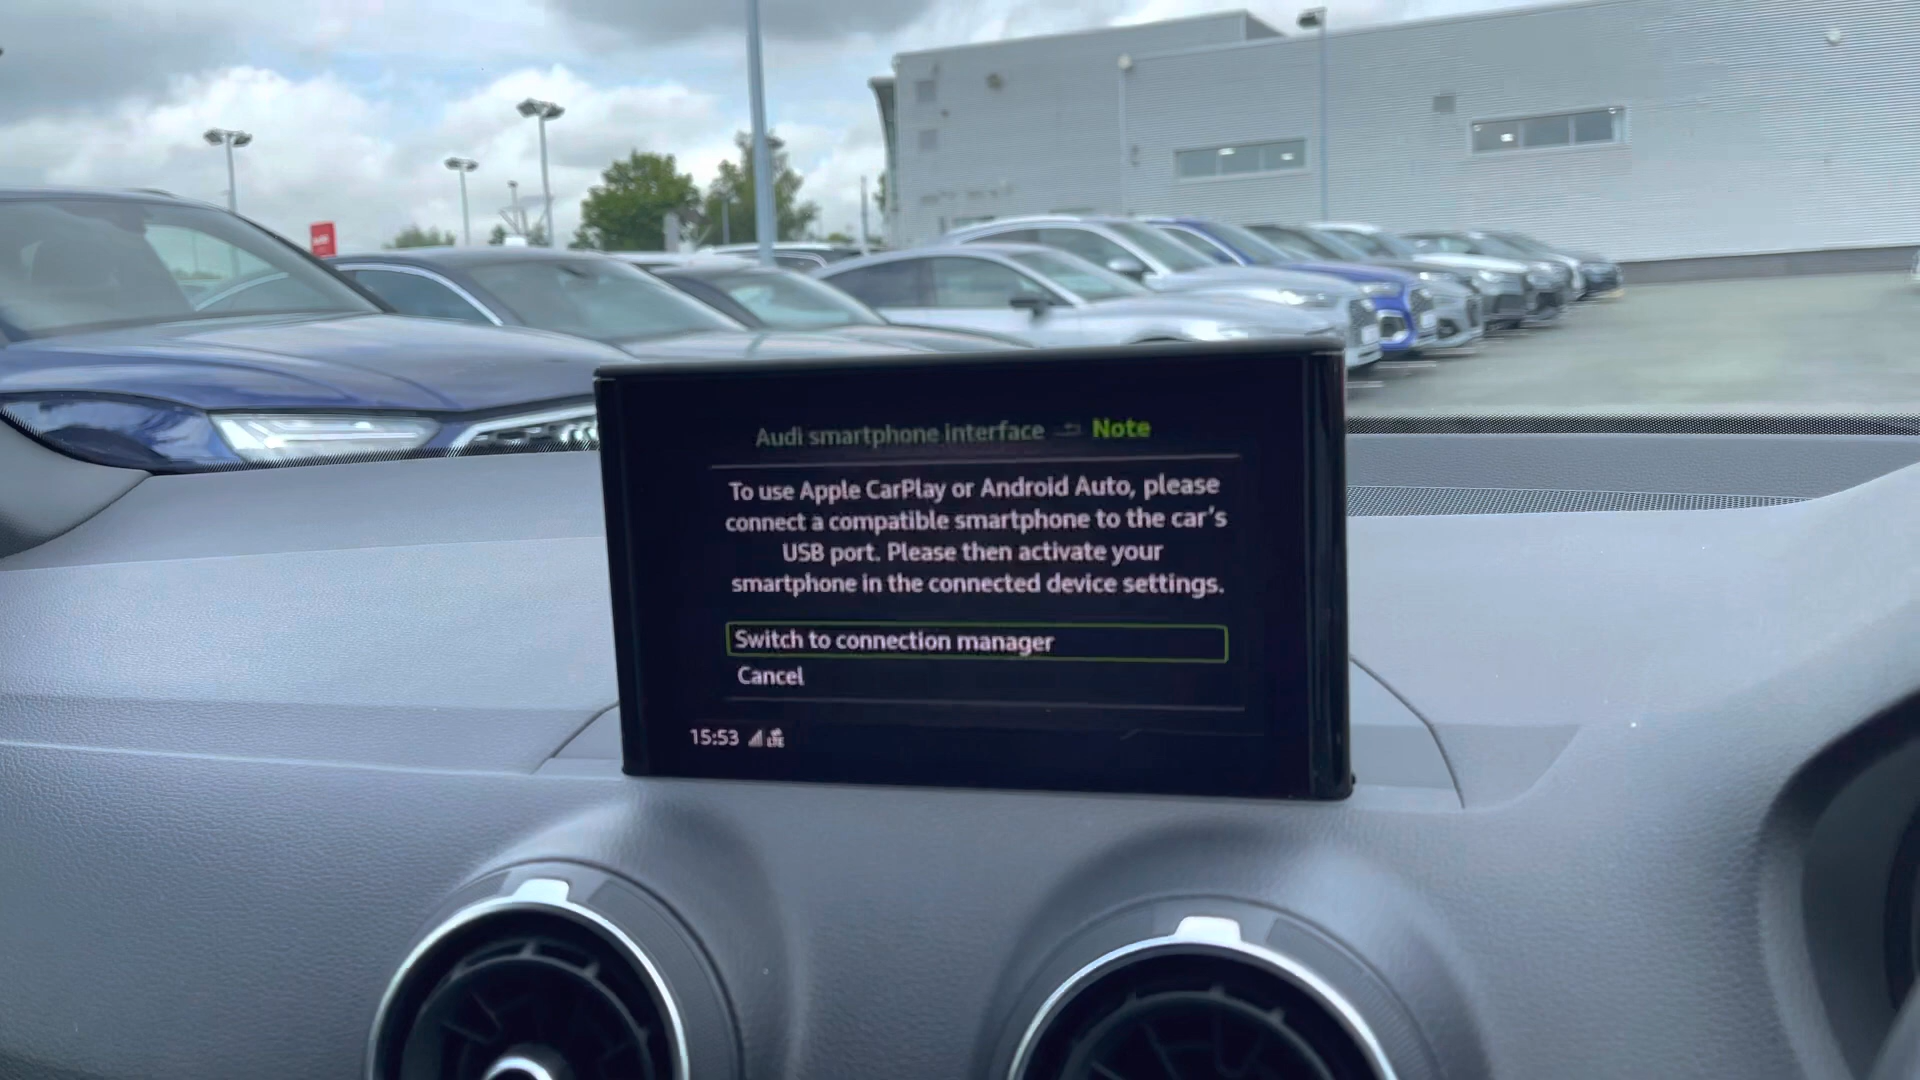 Audi smartphone interface Note
To use Apple CarPlay or Android Auto, please
connect a compatible smartphone to the car's
USB port. Please then activate your
smartphone in the connected device settings.
Switch to connection manager
Cancel
15:53 LTE